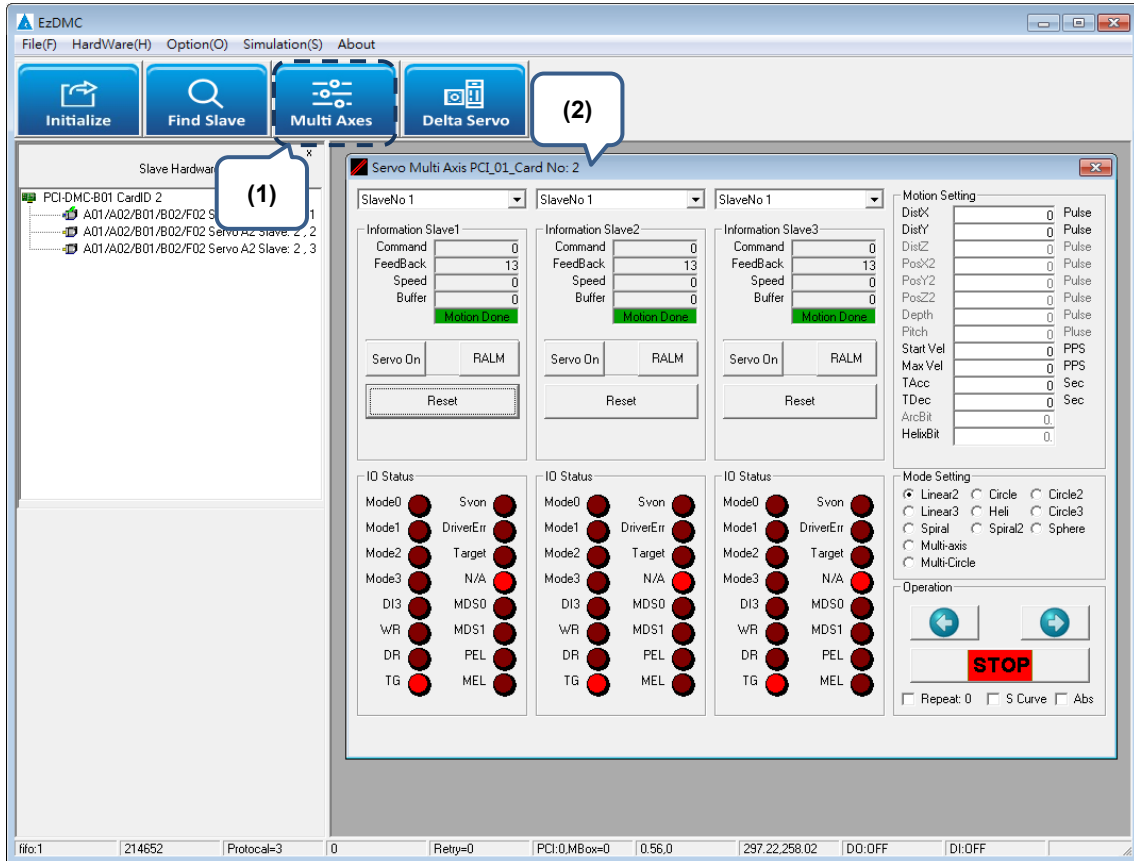 EzDMC
File(F) HardWare(H) Option(O) Simulation(S) About
Initialize Find Slave Multi Axes Delta Servo
(1)
(2)
x
Slave Hardw
PCI-DMC-B01 CardID 2
A01/A02/B01/B02/F02 S 1
A01/A02/B01/B02/F02 Servo A2 Slave: 2 , 2
A01/A02/B01/B02/F02 Servo A2 Slave: 2 , 3
Servo Multi Axis PCI_01_Card No: 2
SlaveNo 1 SlaveNo 1 SlaveNo 1
Information Slave1
Command 0
FeedBack 13
Speed 0
Buffer 0
Motion Done
Servo On RALM
Reset
Information Slave2
Command 0
FeedBack 13
Speed 0
Buffer 0
Motion Done
Servo On RALM
Reset
Information Slave3
Command 0
FeedBack 13
Speed 0
Buffer 0
Motion Done
Servo On RALM
Reset
IO Status
Mode0 Svon
Mode1 DriverErr
Mode2 Target
Mode3 N/A
DI3 MDS0
WR MDS1
DR PEL
TG MEL
IO Status
Mode0 Svon
Mode1 DriverErr
Mode2 Target
Mode3 N/A
DI3 MDS0
WR MDS1
DR PEL
TG MEL
IO Status
Mode0 Svon
Mode1 DriverErr
Mode2 Target
Mode3 N/A
DI3 MDS0
WR MDS1
DR PEL
TG MEL
Motion Setting
DistX 0 Pulse
DistY 0 Pulse
DistZ 0 Pulse
PosX2 0 Pulse
PosY2 0 Pulse
PosZ2 0 Pulse
Depth 0 Pulse
Pitch 0 Pluse
Start Vel 0 PPS
Max Vel 0 PPS
TAcc 0 Sec
TDec 0 Sec
ArcBit 0.
HelixBit 0.
Mode Setting
Linear2 Circle Circle2
Linear3 Heli Circle3
Spiral Spiral2 Sphere
Multi-axis
Multi-Circle
Operation
STOP
Repeat: 0 S Curve Abs
fifo:1 214652 Protocal=3 0 Retry=0 PCI:0,MBox=0 0.56,0 297.22,258.02 DO:OFF DI:OFF